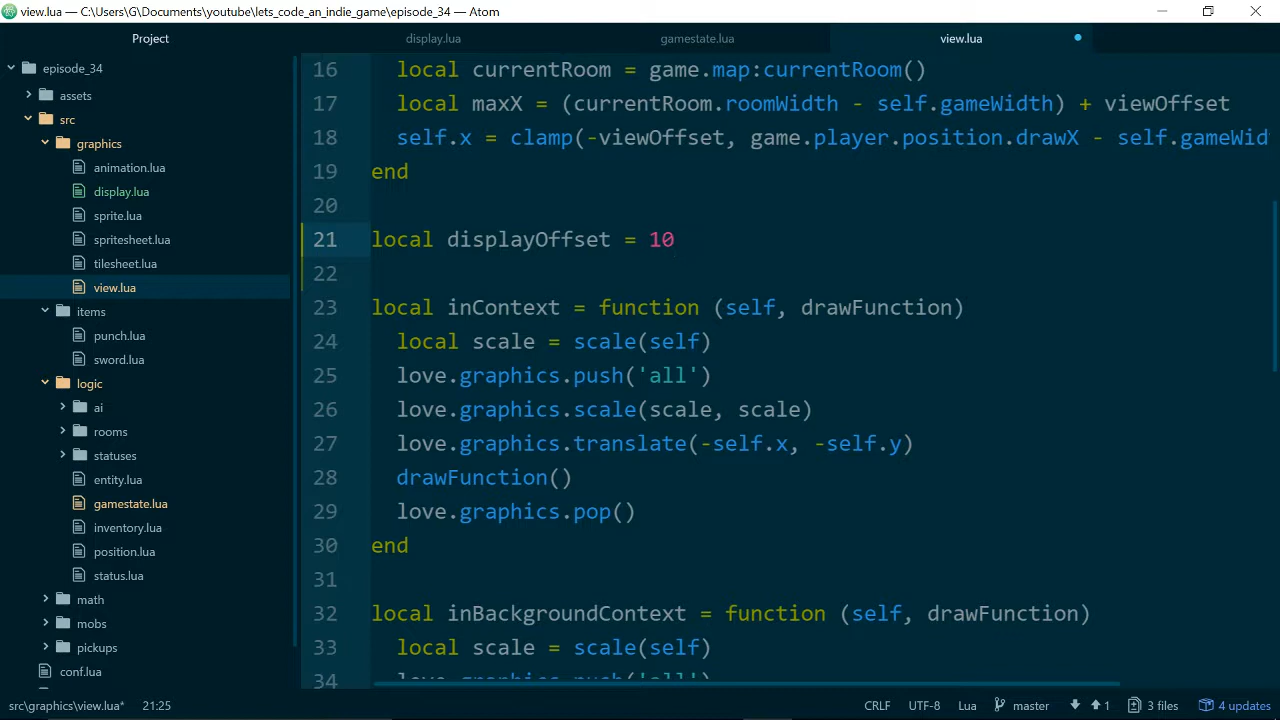 view.lua — C:\Users\G\Documents\youtube\lets_code_an_indie_game\episode_34 — Atom
Project
display.lua
gamestate.lua
view.lua
episode_34
assets
src
graphics
animation.lua
display.lua
sprite.lua
spritesheet.lua
tilesheet.lua
view.lua
items
punch.lua
sword.lua
logic
ai
rooms
statuses
entity.lua
gamestate.lua
inventory.lua
position.lua
status.lua
math
mobs
pickups
conf.lua
16 local currentRoom = game.map:currentRoom()
17 local maxX = (currentRoom.roomWidth - self.gameWidth) + viewOffset
18 self.x = clamp(-viewOffset, game.player.position.drawX - self.gameWid
19 end
20
21 local displayOffset = 10
22
23 local inContext = function (self, drawFunction)
24 local scale = scale(self)
25 love.graphics.push('all')
26 love.graphics.scale(scale, scale)
27 love.graphics.translate(-self.x, -self.y)
28 drawFunction()
29 love.graphics.pop()
30 end
31
32 local inBackgroundContext = function (self, drawFunction)
33 local scale = scale(self)
34 love.graphics.push('all')
src\graphics\view.lua* 21:25
CRLF UTF-8 Lua master 1 3 files 4 updates